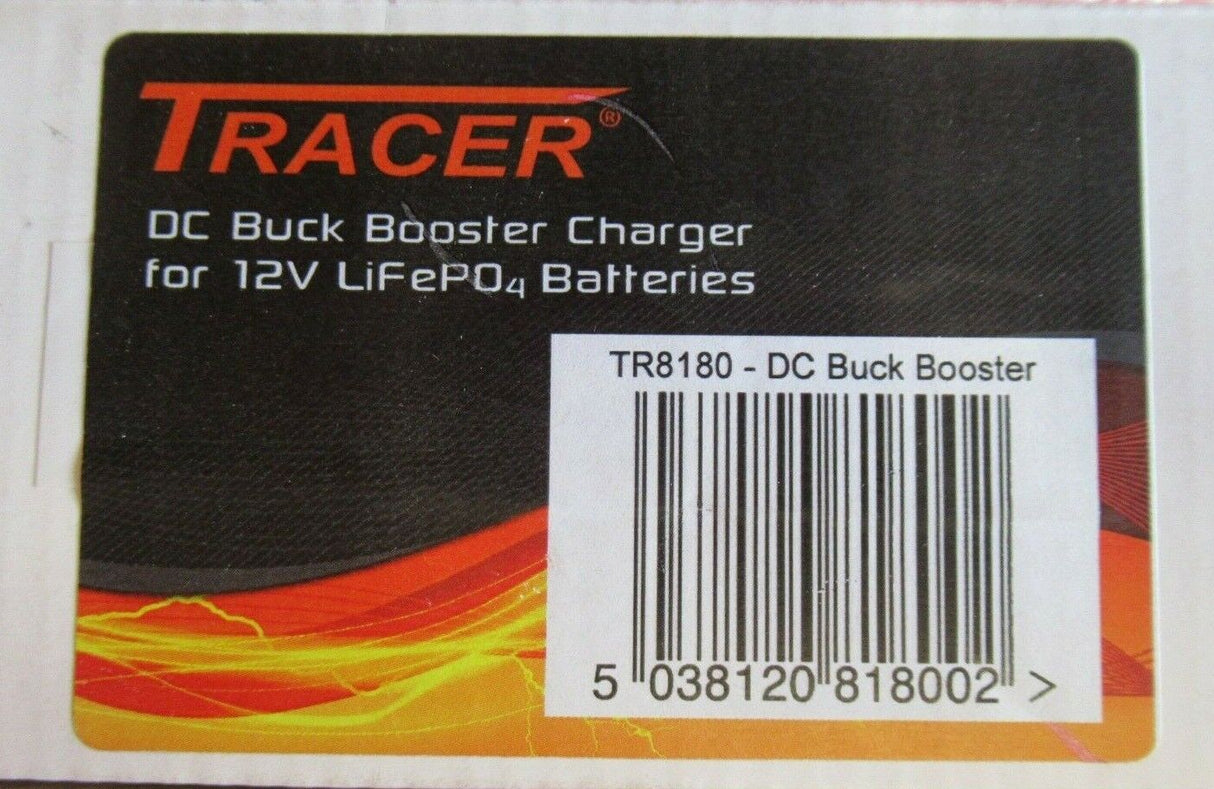 TRACER®
DC Buck Booster Charger
for 12V LiFePO₄ Batteries
TR8180 - DC Buck Booster
5 038120 818002 >